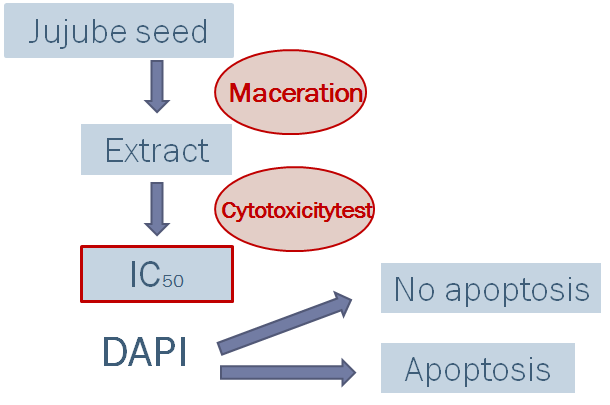 Jujube seed
Maceration
Extract
Cytotoxicitytest
IC₅₀
No apoptosis
DAPI
Apoptosis